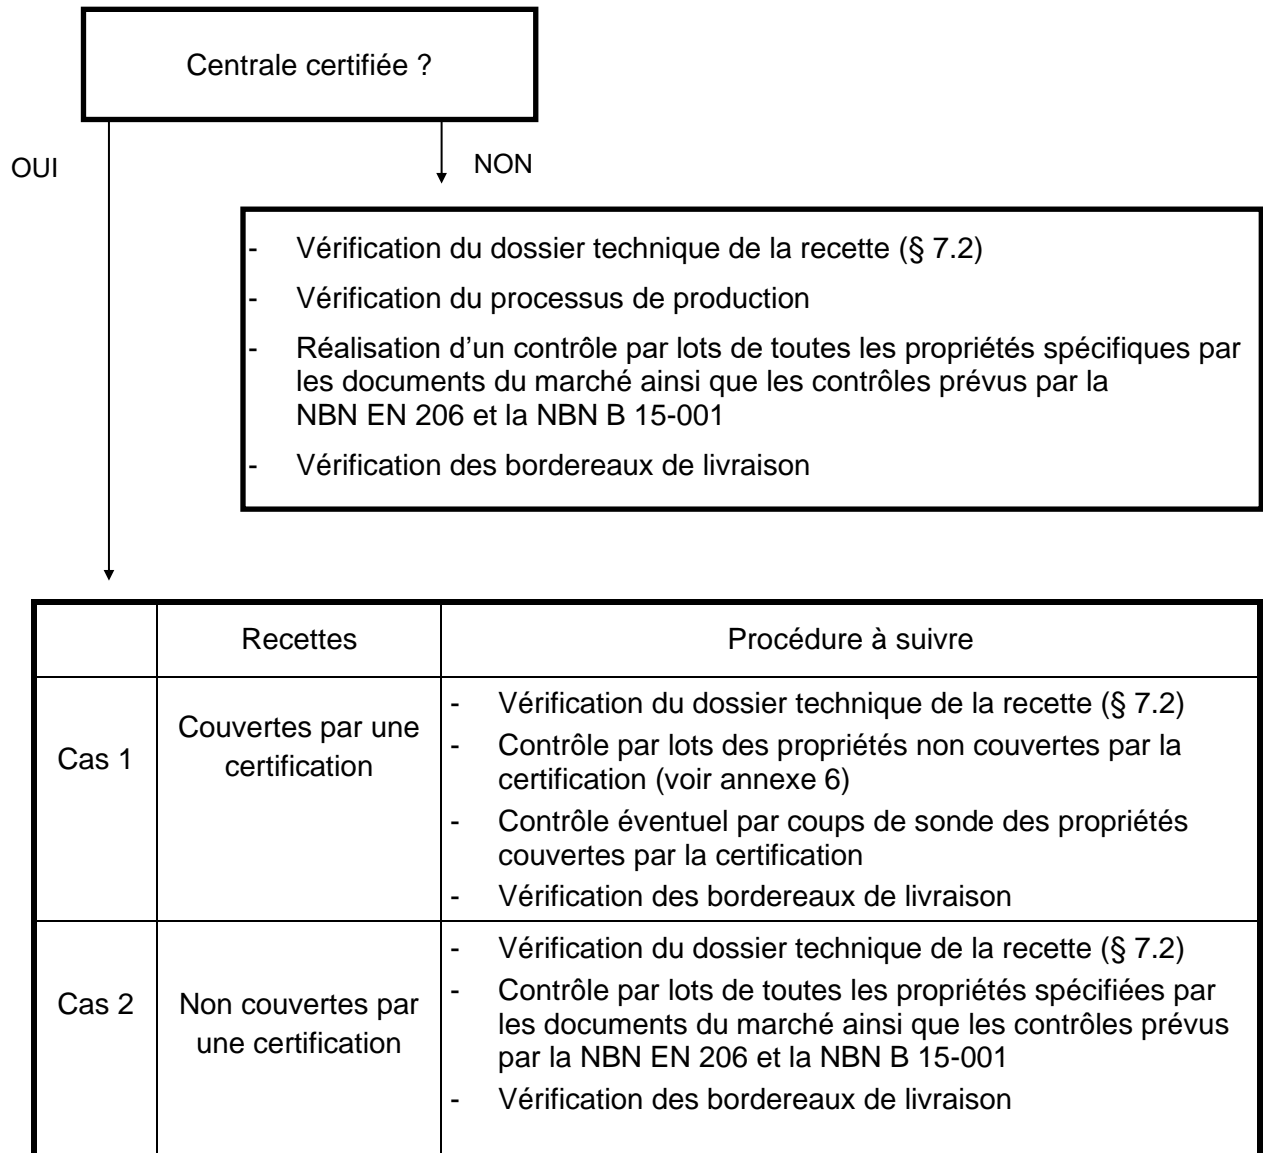 Centrale certifiée ?
OUI
NON
- Vérification du dossier technique de la recette (§ 7.2)
- Vérification du processus de production
- Réalisation d’un contrôle par lots de toutes les propriétés spécifiques par
les documents du marché ainsi que les contrôles prévus par la
NBN EN 206 et la NBN B 15-001
- Vérification des bordereaux de livraison
Recettes
Procédure à suivre
Cas 1
Couvertes par une
certification
- Vérification du dossier technique de la recette (§ 7.2)
- Contrôle par lots des propriétés non couvertes par la
certification (voir annexe 6)
- Contrôle éventuel par coups de sonde des propriétés
couvertes par la certification
- Vérification des bordereaux de livraison
Cas 2
Non couvertes par
une certification
- Vérification du dossier technique de la recette (§ 7.2)
- Contrôle par lots de toutes les propriétés spécifiées par
les documents du marché ainsi que les contrôles prévus
par la NBN EN 206 et la NBN B 15-001
- Vérification des bordereaux de livraison